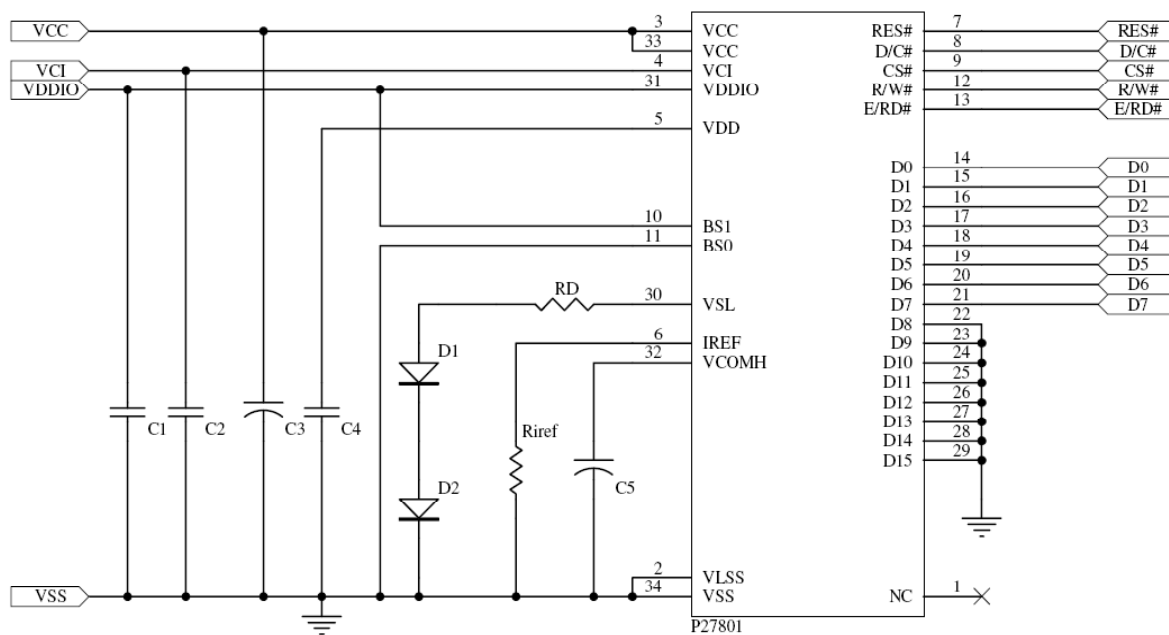 VCC 3 VCC RES# 7 RES#
33 VCC D/C# 8 D/C#
VCI 4 VCI CS# 9 CS#
VDDIO 31 VDDIO R/W# 12 R/W#
E/RD# 13 E/RD#
5 VDD
D0 14 D0
D1 15 D1
D2 16 D2
10 BS1 D3 17 D3
11 BS0 D4 18 D4
D5 19 D5
D6 20 D6
RD 30 VSL D7 21 D7
D8 22
6 IREF D9 23
D1 32 VCOMH D10 24
D11 25
D12 26
C1 C2 C3 C4 Riref D13 27
D14 28
D15 29
D2 C5
2 VLSS
VSS 34 VSS NC 1
P27801